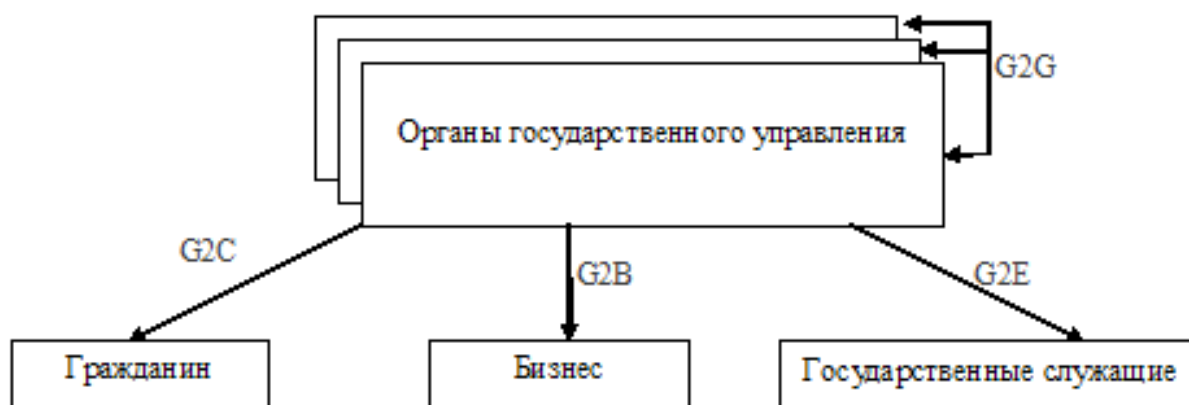 G2G
Органы государственного управления
G2C
G2B
G2E
Гражданин
Бизнес
Государственные служащие